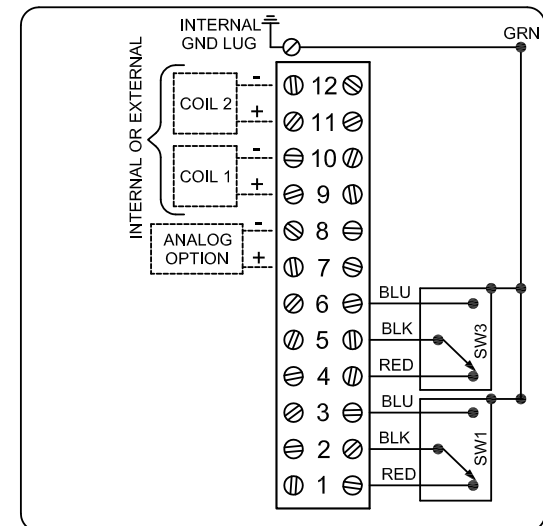 INTERNAL
GND LUG
GRN
INTERNAL OR EXTERNAL
COIL 2
-
+
COIL 1
-
+
ANALOG
OPTION
-
+
12
11
10
9
8
7
6
5
4
3
2
1
BLU
BLK
RED
SW3
BLU
BLK
RED
SW1